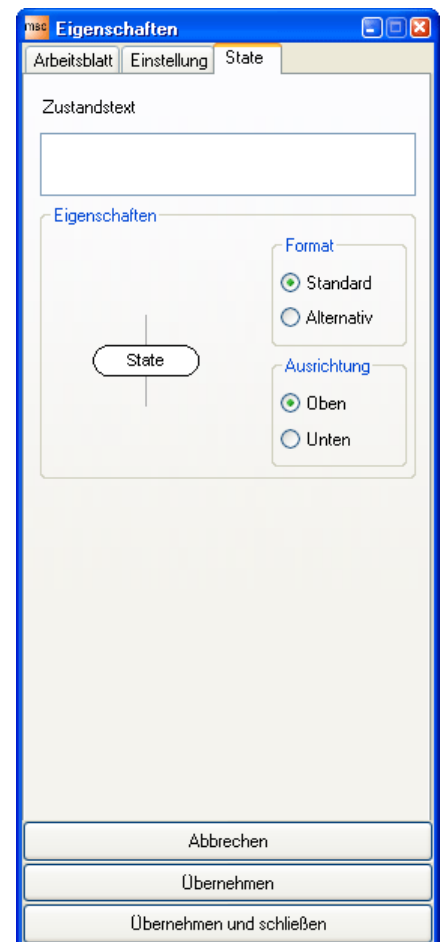 msc Eigenschaften
Arbeitsblatt Einstellung State
Zustandstext
Eigenschaften
Format
Standard
Alternativ
State
Ausrichtung
Oben
Unten
Abbrechen
Übernehmen
Übernehmen und schließen